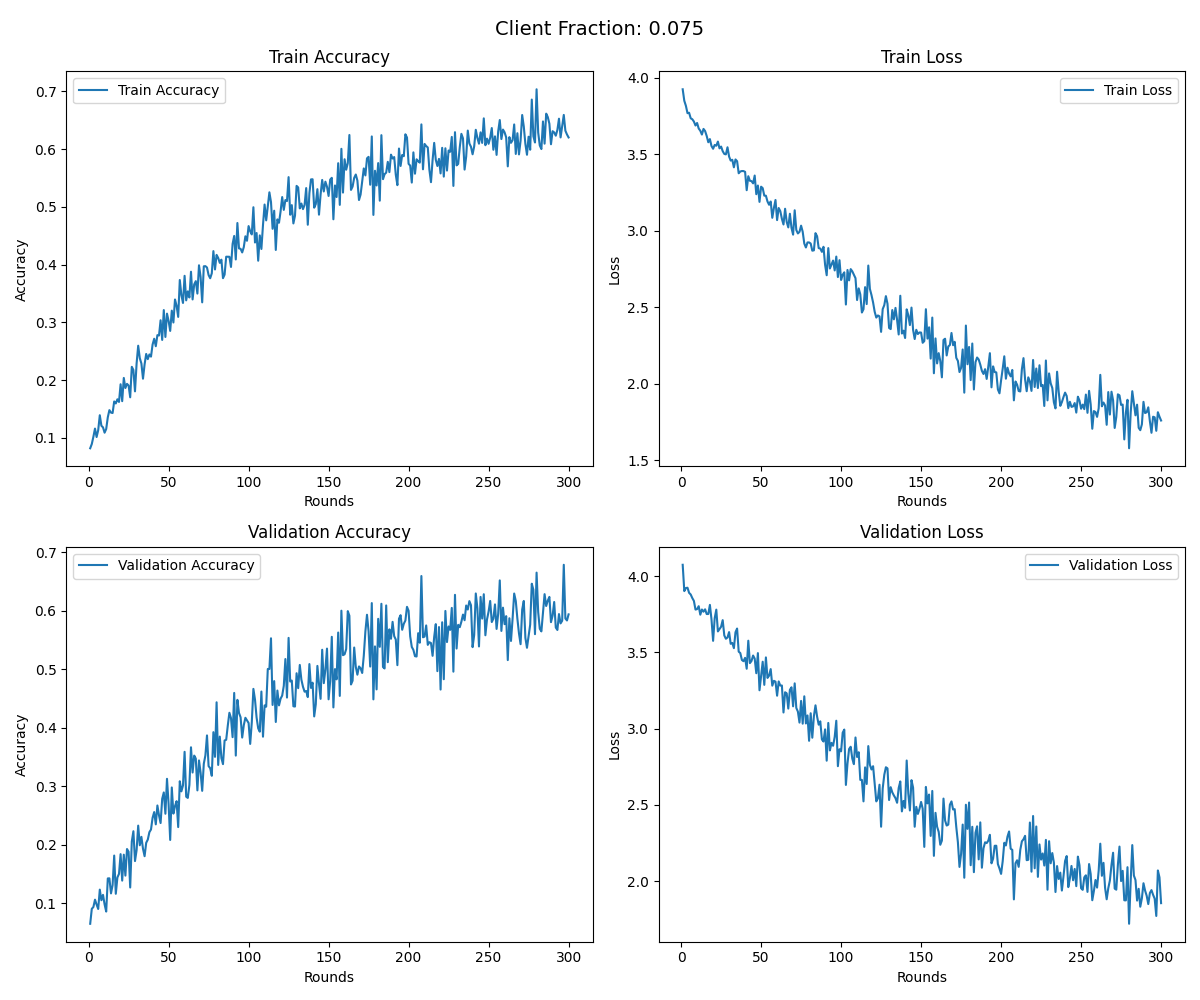 Client Fraction: 0.075
Train Accuracy
Train Accuracy
Accuracy
0.7
0.6
0.5
0.4
0.3
0.2
0.1
0 50 100 150 200 250 300
Rounds
Train Loss
Train Loss
Loss
4.0
3.5
3.0
2.5
2.0
1.5
0 50 100 150 200 250 300
Rounds
Validation Accuracy
Validation Accuracy
Accuracy
0.7
0.6
0.5
0.4
0.3
0.2
0.1
0 50 100 150 200 250 300
Rounds
Validation Loss
Validation Loss
Loss
4.0
3.5
3.0
2.5
2.0
0 50 100 150 200 250 300
Rounds